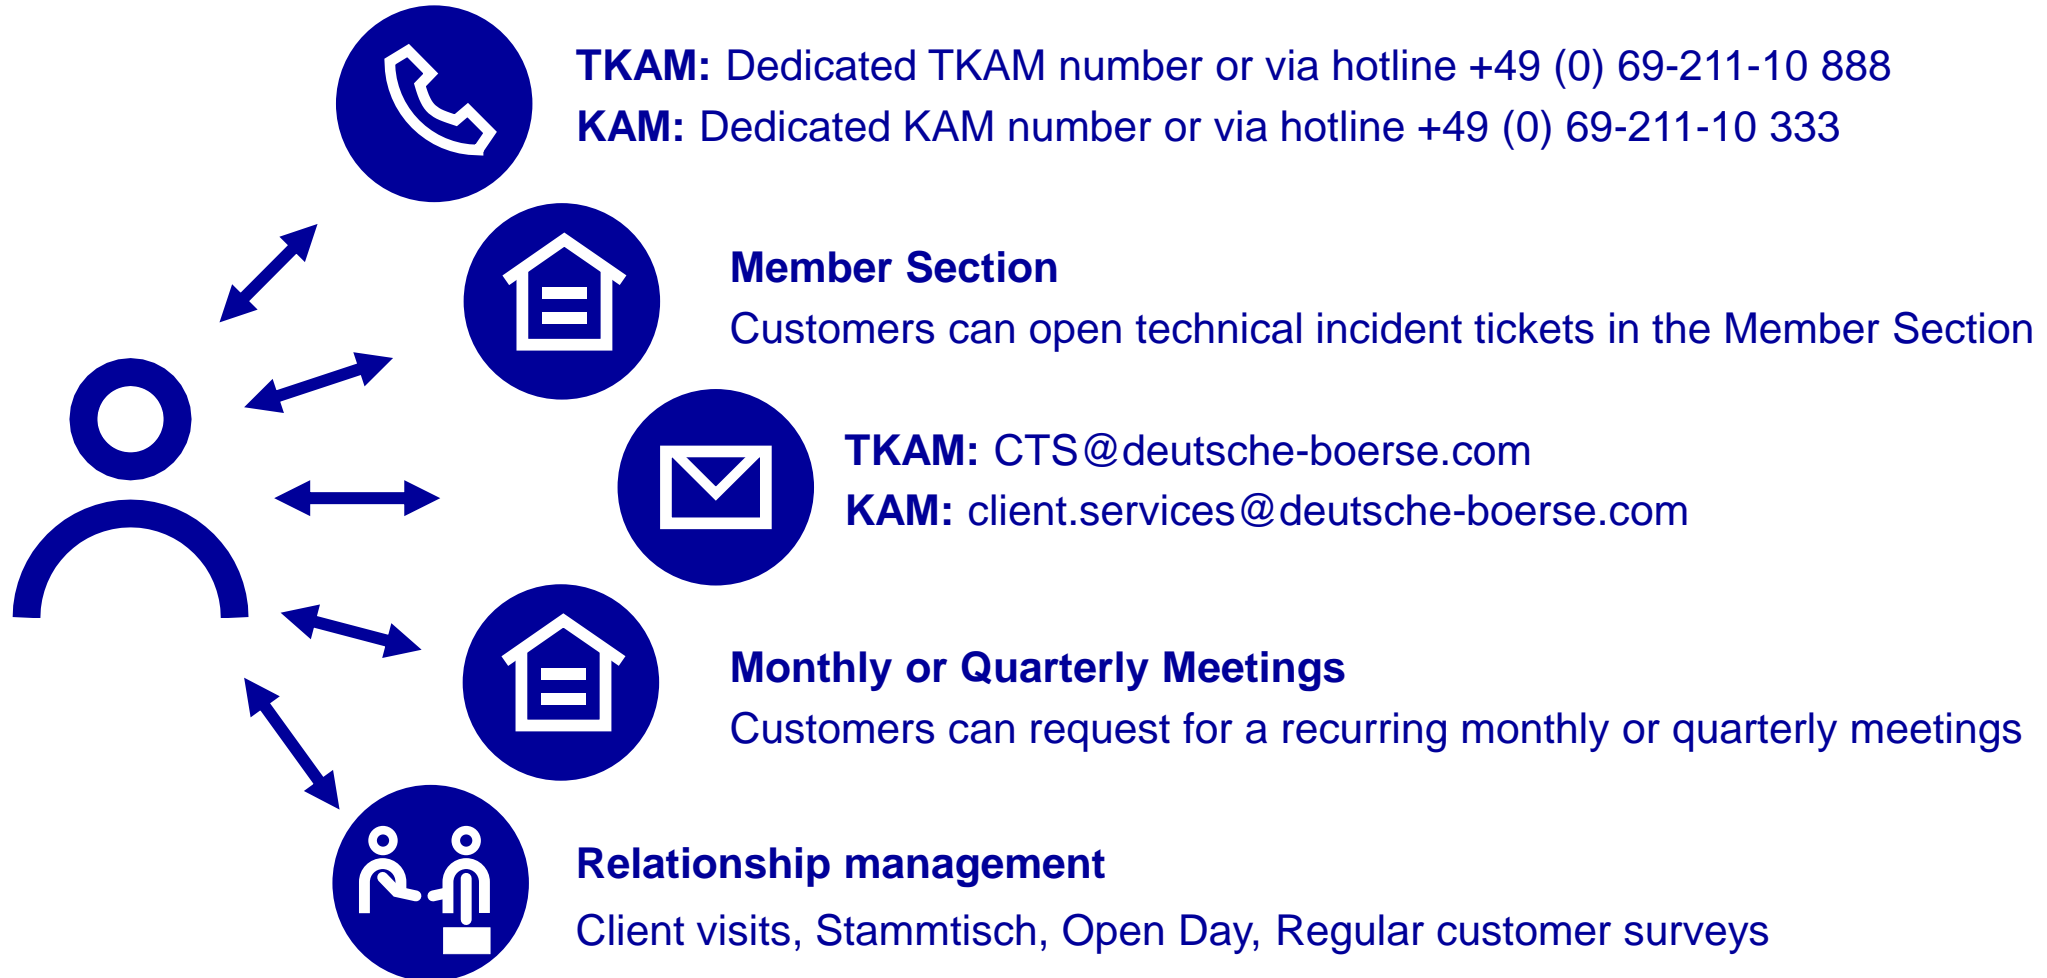 TKAM: Dedicated TKAM number or via hotline +49 (0) 69-211-10 888
KAM: Dedicated KAM number or via hotline +49 (0) 69-211-10 333
Member Section
Customers can open technical incident tickets in the Member Section
TKAM: CTS@deutsche-boerse.com
KAM: client.services@deutsche-boerse.com
Monthly or Quarterly Meetings
Customers can request for a recurring monthly or quarterly meetings
Relationship management
Client visits, Stammtisch, Open Day, Regular customer surveys